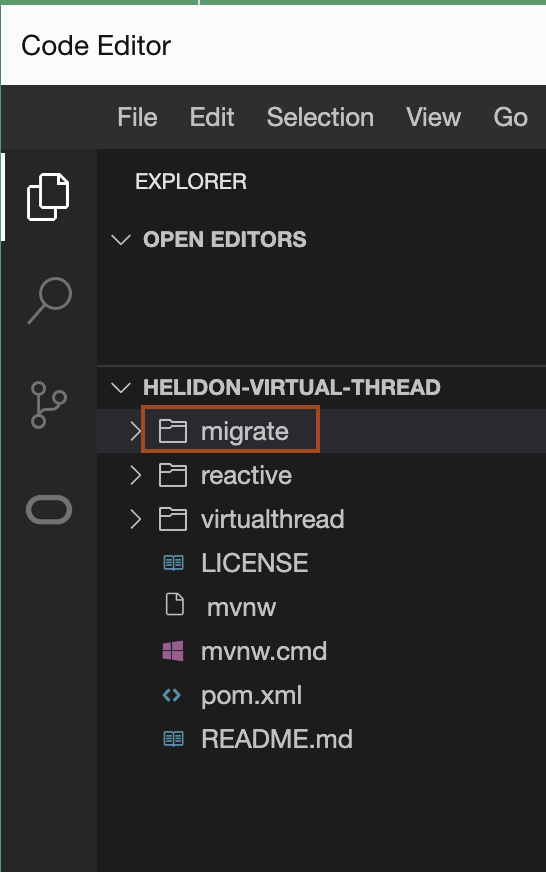 Code Editor
File Edit Selection View Go
EXPLORER
OPEN EDITORS
HELIDON-VIRTUAL-THREAD
migrate
reactive
virtualthread
LICENSE
mvnw
mvnw.cmd
pom.xml
README.md